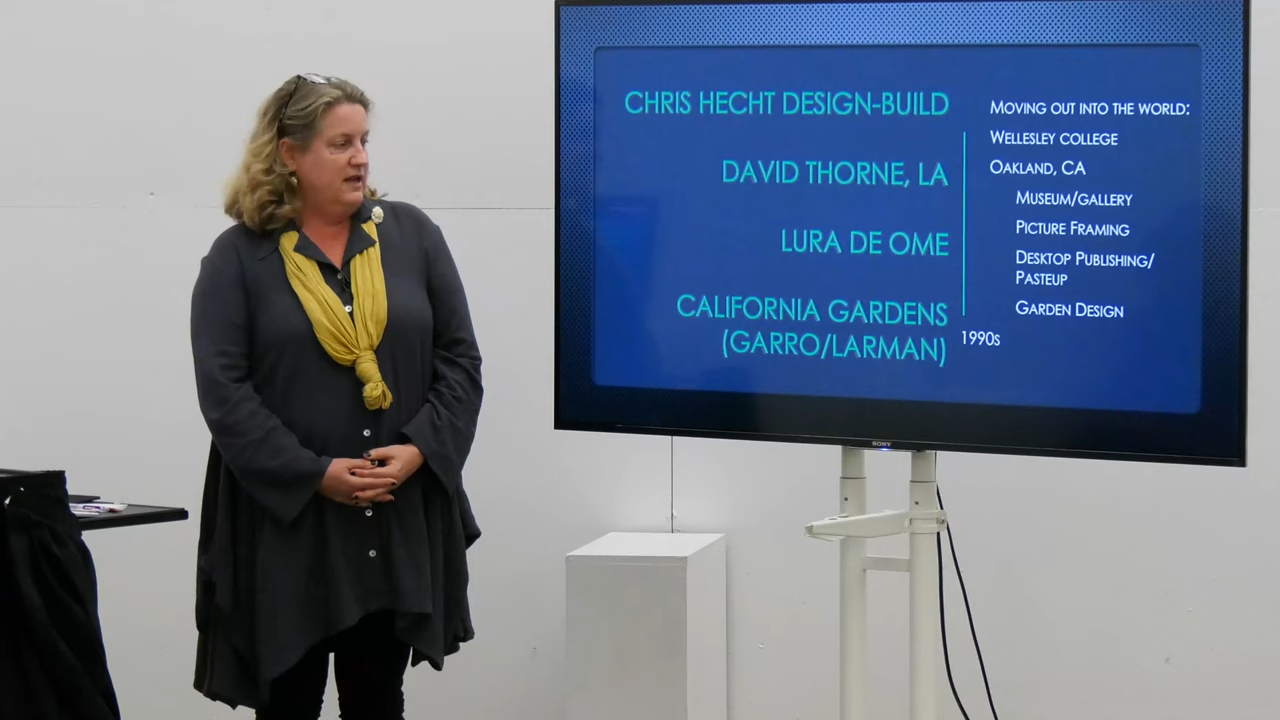 CHRIS HECHT DESIGN-BUILD
DAVID THORNE, LA
LURA DE OME
CALIFORNIA GARDENS
(GARRO/LARMAN)
MOVING OUT INTO THE WORLD:
WELLESLEY COLLEGE
OAKLAND, CA
MUSEUM/GALLERY
PICTURE FRAMING
DESKTOP PUBLISHING/
PASTEUP
GARDEN DESIGN
1990s
SONY